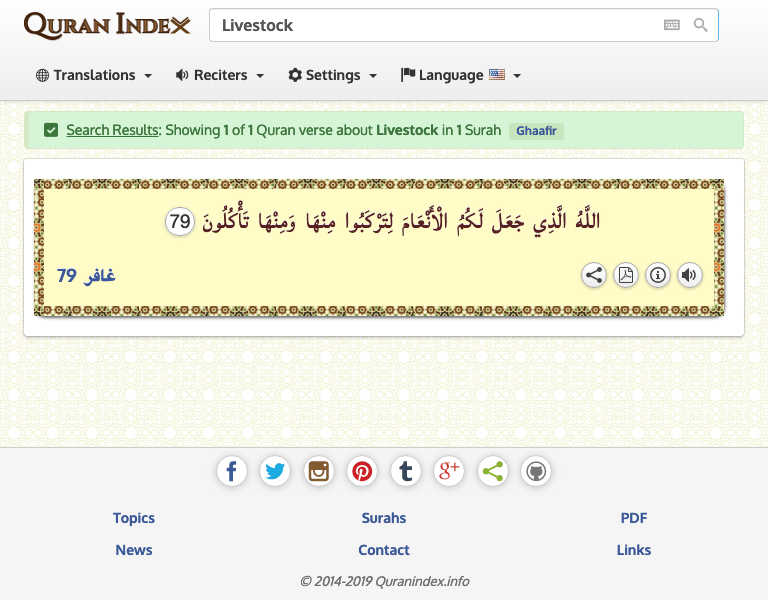 QURAN INDEX
Livestock
Translations Reciters Settings Language
Search Results: Showing 1 of 1 Quran verse about Livestock in 1 Surah Ghaafir
اللَّهُ الَّذِي جَعَلَ لَكُمُ الْأَنْعَامَ لِتَرْكَبُوا مِنْهَا وَمِنْهَا تَأْكُلُونَ 79
غافر 79
Topics Surahs PDF
News Contact Links
© 2014-2019 Quranindex.info